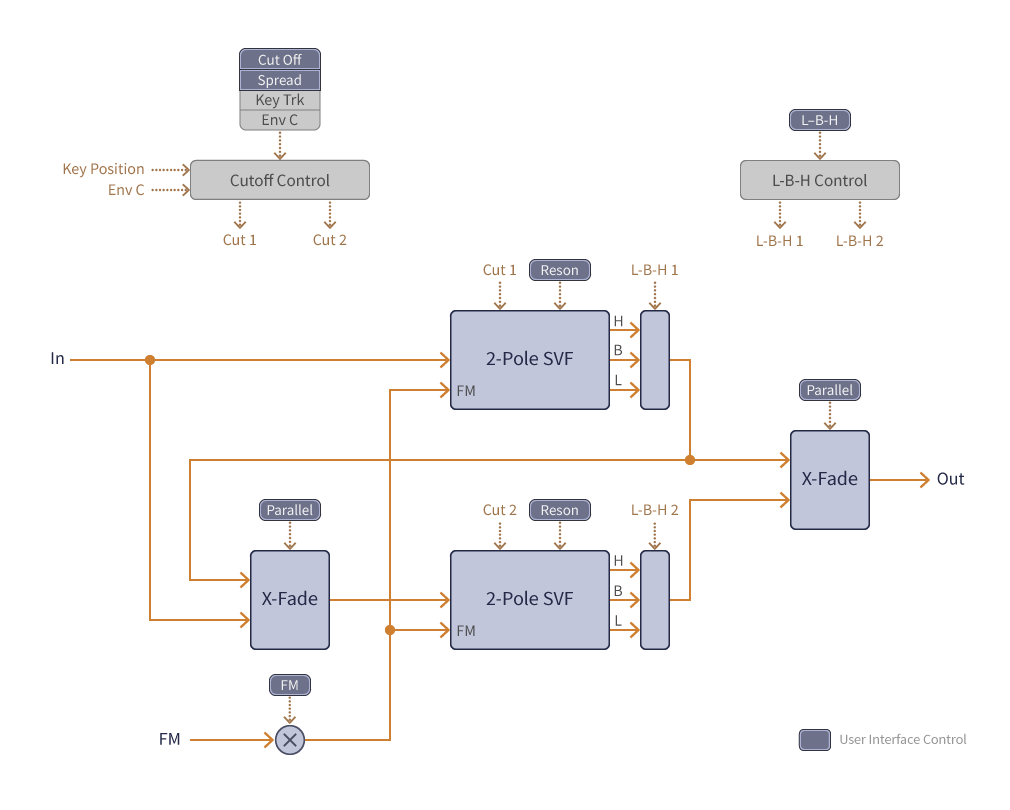 Cut Off
Spread
Key Trk
Env C
L–B-H
Key Position
Env C
Cutoff Control
L-B-H Control
Cut 1
Cut 2
L-B-H 1
L-B-H 2
Cut 1
Reson
L-B-H 1
In
2-Pole SVF
FM
H
B
L
Parallel
X-Fade
Out
Parallel
Cut 2
Reson
L-B-H 2
X-Fade
2-Pole SVF
FM
H
B
L
FM
FM
User Interface Control